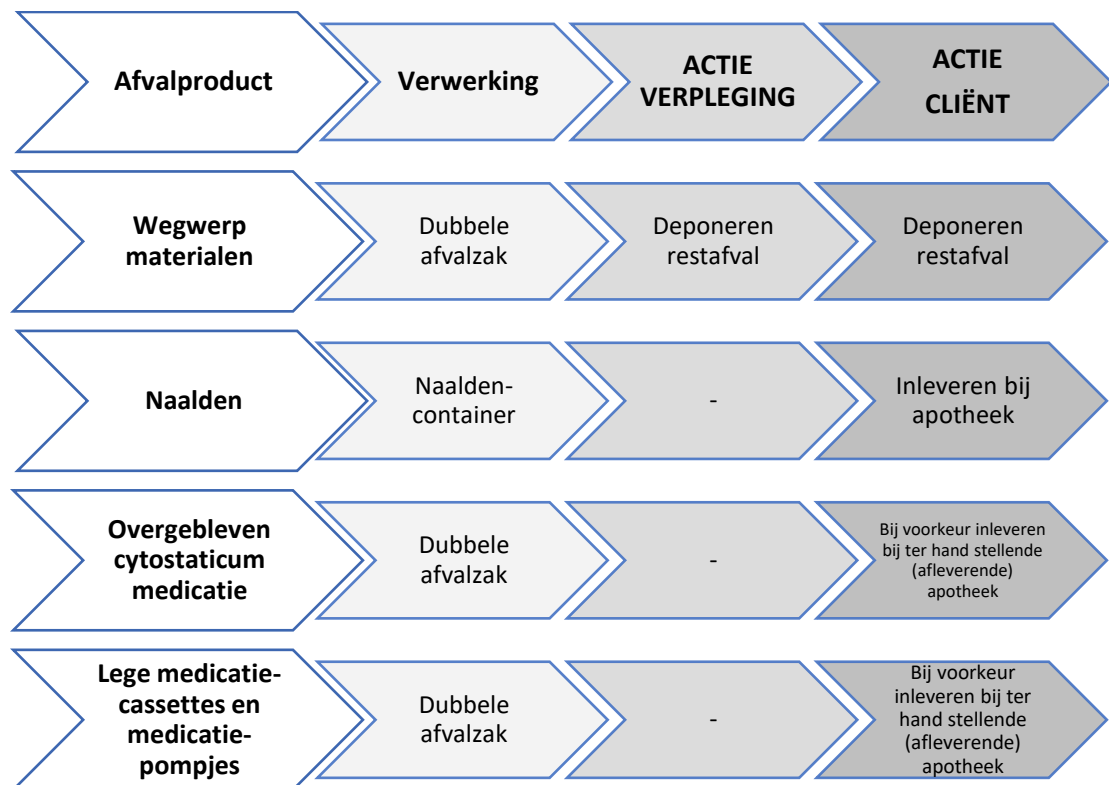 Afvalproduct
Verwerking
ACTIE
VERPLEGING
ACTIE
CLIËNT
Wegwerp
materialen
Dubbele
afvalzak
Deponeren
restafval
Deponeren
restafval
Naalden
Naalden-
container
-
Inleveren bij
apotheek
Overgebleven
cytostaticum
medicatie
Dubbele
afvalzak
-
Bij voorkeur inleveren
bij ter hand stellende
(afleverende)
apotheek
Lege medicatie-
cassettes en
medicatie-
pompjes
Dubbele
afvalzak
-
Bij voorkeur
inleveren bij ter
hand stellende
(afleverende)
apotheek